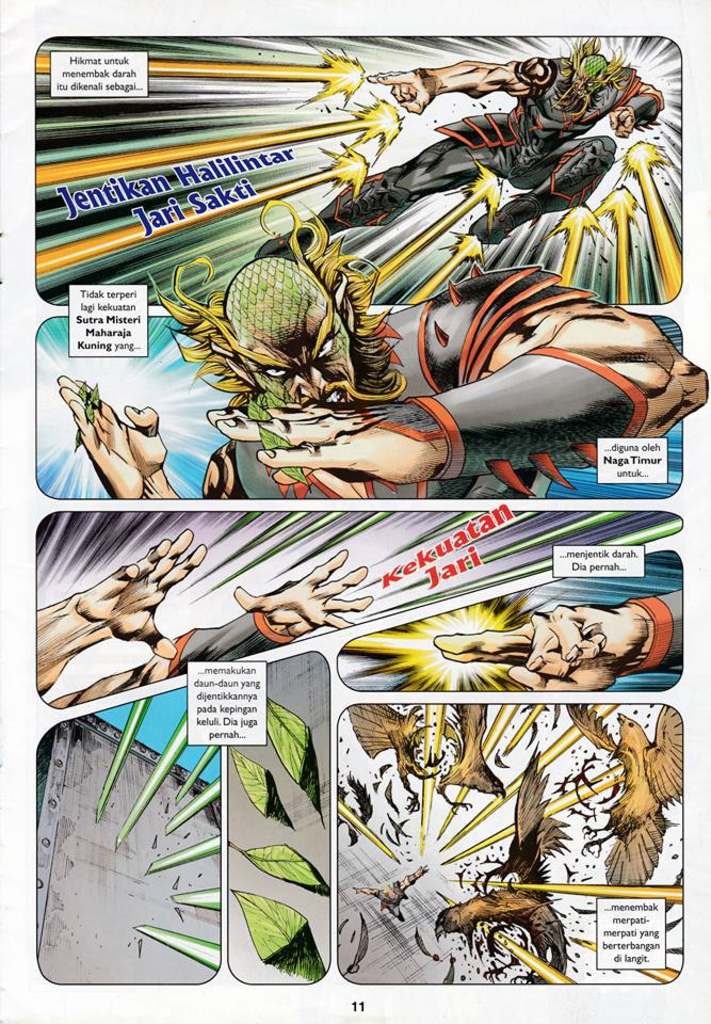 Hikmat untuk
menembak darah
itu dikenali sebagai...
Jentikan Halilintar
Jari Sakti
Tidak terperi
lagi kekuatan
Sutra Misteri
Maharaja
Kuning yang...
...diguna oleh
Naga Timur
untuk...
Kekuatan
Jari
...menjentik darah.
Dia pernah...
...memakukan
daun-daun yang
dijentikkannya
pada kepingan
keluli. Dia juga
pernah...
...menembak
merpati-
merpati yang
berterbangan
di langit.
11